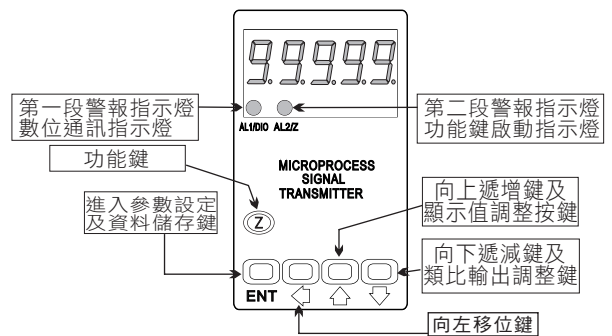 9.9.9.9.9.
第一段警報指示燈
數位通訊指示燈
AL1/DIO AL2/Z
第二段警報指示燈
功能鍵啟動指示燈
功能鍵
MICROPROCESS
SIGNAL
TRANSMITTER
Z
進入參數設定
及資料儲存鍵
向上遞增鍵及
顯示值調整按鍵
向下遞減鍵及
類比輸出調整鍵
ENT
向左移位鍵